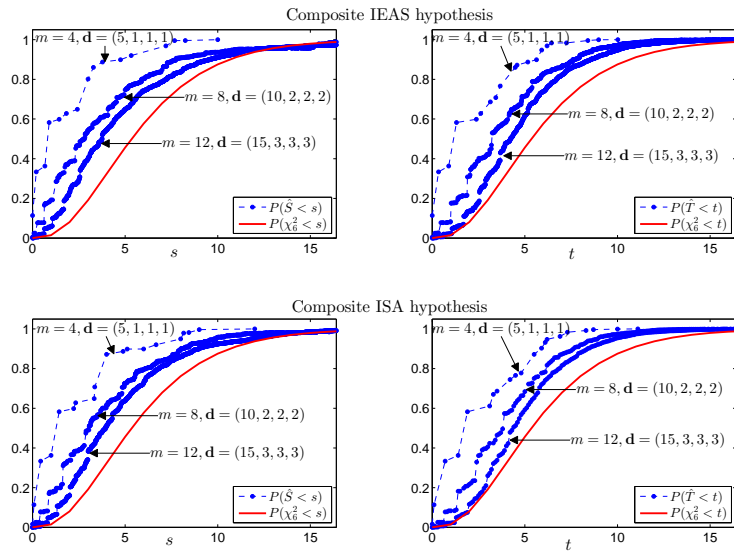 Composite IEAS hypothesis
m = 4, d = (5, 1, 1, 1)
m = 8, d = (10, 2, 2, 2)
m = 12, d = (15, 3, 3, 3)
P(Ŝ < s)
P(χ²₆ < s)
1
0.8
0.6
0.4
0.2
0
0 5 10 15
s
m = 4, d = (5, 1, 1, 1)
m = 8, d = (10, 2, 2, 2)
m = 12, d = (15, 3, 3, 3)
P(T̂ < t)
P(χ²₆ < t)
1
0.8
0.6
0.4
0.2
0
0 5 10 15
t
Composite ISA hypothesis
m = 4, d = (5, 1, 1, 1)
m = 8, d = (10, 2, 2, 2)
m = 12, d = (15, 3, 3, 3)
P(Ŝ < s)
P(χ²₆ < s)
1
0.8
0.6
0.4
0.2
0
0 5 10 15
s
m = 4, d = (5, 1, 1, 1)
m = 8, d = (10, 2, 2, 2)
m = 12, d = (15, 3, 3, 3)
P(T̂ < t)
P(χ²₆ < t)
1
0.8
0.6
0.4
0.2
0
0 5 10 15
t